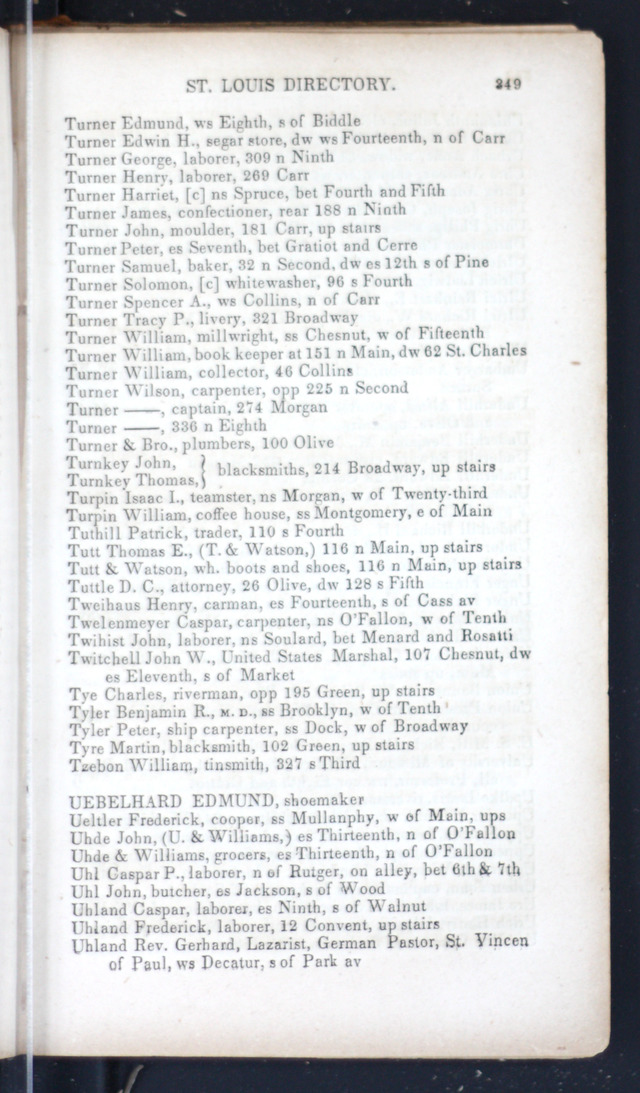 ST. LOUIS DIRECTORY. 249
Turner Edmund, ws Eighth, s of Biddle
Turner Edwin H., segar store, dw ws Fourteenth, n of Carr
Turner George, laborer, 309 n Ninth
Turner Henry, laborer, 269 Carr
Turner Harriet, [c] ns Spruce, bet Fourth and Fifth
Turner James, confectioner, rear 188 n Ninth
Turner John, moulder, 181 Carr, up stairs
Turner Peter, es Seventh, bet Gratiot and Cerre
Turner Samuel, baker, 32 n Second, dw es 12th s of Pine
Turner Solomon, [c] whitewasher, 96 s Fourth
Turner Spencer A., ws Collins, n of Carr
Turner Tracy P., livery, 321 Broadway
Turner William, millwright, ss Chesnut, w of Fifteenth
Turner William, book keeper at 151 n Main, dw 62 St. Charles
Turner William, collector, 46 Collins
Turner Wilson, carpenter, opp 225 n Second
Turner ——, captain, 274 Morgan
Turner ——, 336 n Eighth
Turner & Bro., plumbers, 100 Olive
Turnkey John, } blacksmiths, 214 Broadway, up stairs
Turnkey Thomas,
Turpin Isaac I., teamster, ns Morgan, w of Twenty-third
Turpin William, coffee house, ss Montgomery, e of Main
Tuthill Patrick, trader, 110 s Fourth
Tutt Thomas E., (T. & Watson,) 116 n Main, up stairs
Tutt & Watson, wh. boots and shoes, 116 n Main, up stairs
Tuttle D. C., attorney, 26 Olive, dw 128 s Fifth
Tweihaus Henry, carman, es Fourteenth, s of Cass av
Twelenmeyer Caspar, carpenter, ns O'Fallon, w of Tenth
Twihist John, laborer, ns Soulard, bet Menard and Rosatti
Twitchell John W., United States Marshal, 107 Chesnut, dw
es Eleventh, s of Market
Tye Charles, riverman, opp 195 Green, up stairs
Tyler Benjamin R., M. D., ss Brooklyn, w of Tenth
Tyler Peter, ship carpenter, ss Dock, w of Broadway
Tyre Martin, blacksmith, 102 Green, up stairs
Tzebon William, tinsmith, 327 s Third
UEBELHARD EDMUND, shoemaker
Ueltler Frederick, cooper, ss Mullanphy, w of Main, ups
Uhde John, (U. & Williams,) es Thirteenth, n of O'Fallon
Uhde & Williams, grocers, es Thirteenth, n of O'Fallon
Uhl Gaspar P., laborer, n of Rutger, on alley, bet 6th & 7th
Uhl John, butcher, es Jackson, s of Wood
Uhland Caspar, laborer, es Ninth, s of Walnut
Uhland Frederick, laborer, 12 Convent, up stairs
Uhland Rev. Gerhard, Lazarist, German Pastor, St. Vincen
of Paul, ws Decatur, s of Park av